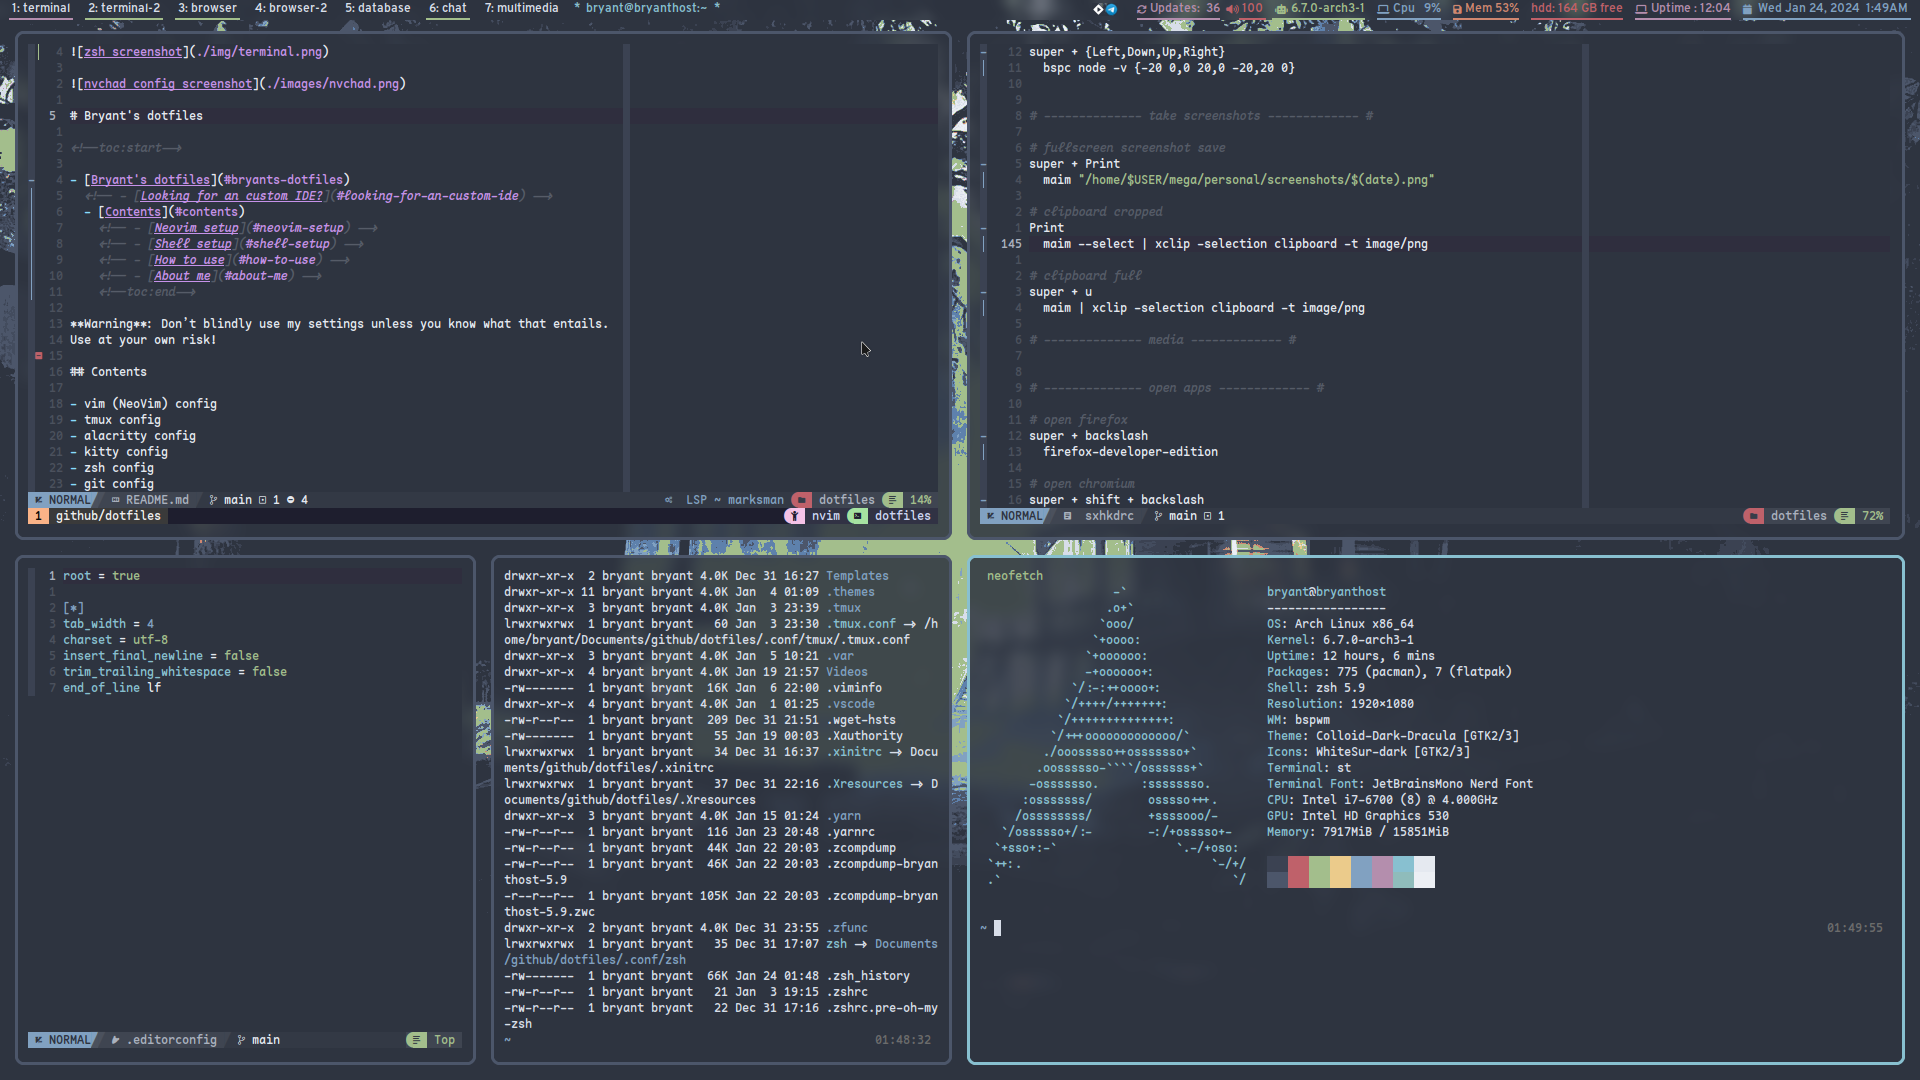 1: terminal 2: terminal-2 3: browser 4: browser-2 5: database 6: chat 7: multimedia * bryant@bryanthost:~ * Updates: 36 100 6.7.0-arch3-1 Cpu 9% Mem 53% hdd: 164 GB free Uptime : 12:04 Wed Jan 24, 2024 1:49AM
4 ![zsh screenshot](./img/terminal.png)
3
2 ![nvchad config screenshot](./images/nvchad.png)
1
5 # Bryant's dotfiles
1
2 <!--toc:start-->
3
4 - [Bryant's dotfiles](#bryants-dotfiles)
5 <!-- - [Looking for an custom IDE?](#looking-for-an-custom-ide) -->
6 - [Contents](#contents)
7 <!-- - [Neovim setup](#neovim-setup) -->
8 <!-- - [Shell setup](#shell-setup) -->
9 <!-- - [How to use](#how-to-use) -->
10 <!-- - [About me](#about-me) -->
11 <!--toc:end-->
12
13 **Warning**: Don't blindly use my settings unless you know what that entails.
14 Use at your own risk!
15
16 ## Contents
17
18 - vim (NeoVim) config
19 - tmux config
20 - alacritty config
21 - kitty config
22 - zsh config
23 - git config
NORMAL README.md main 1 4 LSP ~ marksman dotfiles 14%
1 github/dotfiles nvim dotfiles
12 super + {Left,Down,Up,Right}
11 bspc node -v {-20 0,0 20,0 -20,20 0}
10
9
8 # -------------- take screenshots ------------- #
7
6 # fullscreen screenshot save
5 super + Print
4 maim "/home/$USER/mega/personal/screenshots/$(date).png"
3
2 # clipboard cropped
1 Print
145 maim --select | xclip -selection clipboard -t image/png
1
2 # clipboard full
3 super + u
4 maim | xclip -selection clipboard -t image/png
5
6 # -------------- media ------------- #
7
8
9 # -------------- open apps ------------- #
10
11 # open firefox
12 super + backslash
13 firefox-developer-edition
14
15 # open chromium
16 super + shift + backslash
NORMAL sxhkdrc main 1 dotfiles 72%
1 root = true
1
2 [*]
3 tab_width = 4
4 charset = utf-8
5 insert_final_newline = false
6 trim_trailing_whitespace = false
7 end_of_line lf
NORMAL .editorconfig main Top
drwxr-xr-x 2 bryant bryant 4.0K Dec 31 16:27 Templates
drwxr-xr-x 11 bryant bryant 4.0K Jan 4 01:09 .themes
drwxr-xr-x 3 bryant bryant 4.0K Jan 3 23:39 .tmux
lrwxrwxrwx 1 bryant bryant 60 Jan 3 23:30 .tmux.conf -> /h
ome/bryant/Documents/github/dotfiles/.conf/tmux/.tmux.conf
drwxr-xr-x 3 bryant bryant 4.0K Jan 5 10:21 .var
drwxr-xr-x 4 bryant bryant 4.0K Jan 19 21:57 Videos
-rw------- 1 bryant bryant 16K Jan 6 22:00 .viminfo
drwxr-xr-x 4 bryant bryant 4.0K Jan 1 01:25 .vscode
-rw-r--r-- 1 bryant bryant 209 Dec 31 21:51 .wget-hsts
-rw------- 1 bryant bryant 55 Jan 19 00:03 .Xauthority
lrwxrwxrwx 1 bryant bryant 34 Dec 31 16:37 .xinitrc -> Docu
ments/github/dotfiles/.xinitrc
lrwxrwxrwx 1 bryant bryant 37 Dec 31 22:16 .Xresources -> D
ocuments/github/dotfiles/.Xresources
drwxr-xr-x 3 bryant bryant 4.0K Jan 15 01:24 .yarn
-rw-r--r-- 1 bryant bryant 116 Jan 23 20:48 .yarnrc
-rw-r--r-- 1 bryant bryant 44K Jan 22 20:03 .zcompdump
-rw-r--r-- 1 bryant bryant 46K Jan 22 20:03 .zcompdump-bryan
thost-5.9
-r--r--r-- 1 bryant bryant 105K Jan 22 20:03 .zcompdump-bryan
thost-5.9.zwc
drwxr-xr-x 2 bryant bryant 4.0K Dec 31 23:55 .zfunc
lrwxrwxrwx 1 bryant bryant 35 Dec 31 17:07 zsh -> Documents
/github/dotfiles/.conf/zsh
-rw------- 1 bryant bryant 66K Jan 24 01:48 .zsh_history
-rw-r--r-- 1 bryant bryant 21 Jan 3 19:15 .zshrc
-rw-r--r-- 1 bryant bryant 22 Dec 31 17:16 .zshrc.pre-oh-my
-zsh
~ 01:48:32
neofetch
-` bryant@bryanthost
.o+` -----------------
`ooo/ OS: Arch Linux x86_64
`+oooo: Kernel: 6.7.0-arch3-1
`+oooooo: Uptime: 12 hours, 6 mins
-+oooooo+: Packages: 775 (pacman), 7 (flatpak)
`/:-:++oooo+: Shell: zsh 5.9
`/++++/+++++++: Resolution: 1920x1080
`/++++++++++++++: WM: bspwm
`/+++ooooooooooooo/` Theme: Colloid-Dark-Dracula [GTK2/3]
./ooosssso++osssssso+` Icons: WhiteSur-dark [GTK2/3]
.oossssso-````/ossssss+` Terminal: st
-osssssso. :ssssssso. Terminal Font: JetBrainsMono Nerd Font
:osssssss/ osssso+++. CPU: Intel i7-6700 (8) @ 4.000GHz
/ossssssss/ +ssssooo/- GPU: Intel HD Graphics 530
`/ossssso+/:- -:/+osssso+- Memory: 7917MiB / 15851MiB
`+sso+:-` `.-/+oso:
`++:. `-/+/
.` `/
~ 01:49:55